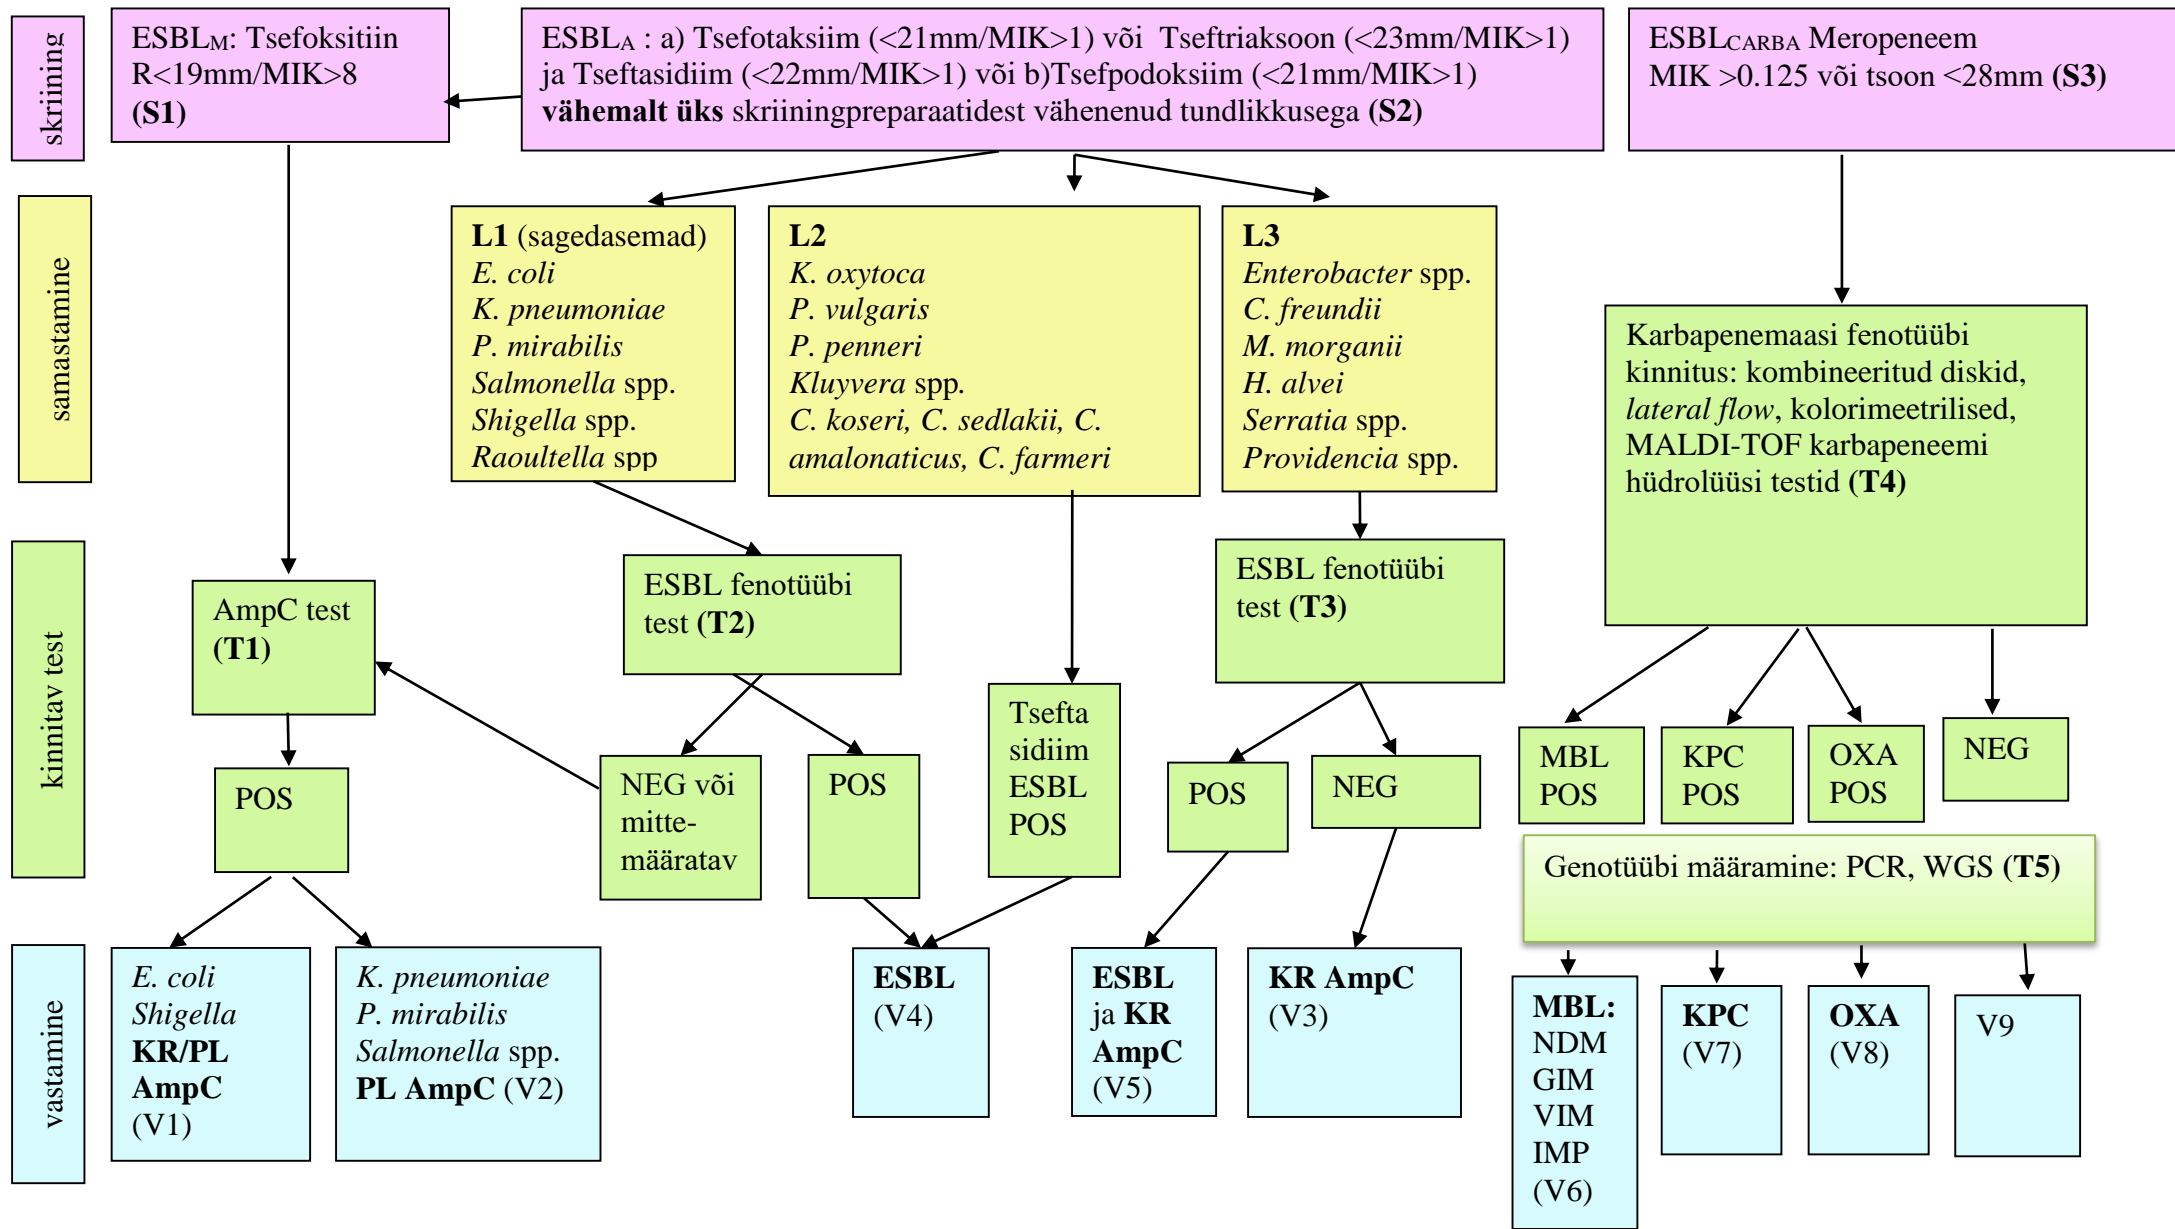 skriining
ESBLM: Tsefoksitiin
R<19mm/MIK>8
(S1)
ESBLA : a) Tsefotaksiim (<21mm/MIK>1) või Tseftriaksoon (<23mm/MIK>1)
ja Tseftasidiim (<22mm/MIK>1) või b)Tsefpodoksiim (<21mm/MIK>1)
vähemalt üks skriiningpreparaatidest vähenenud tundlikkusega (S2)
ESBLCARBA Meropeneem
MIK >0.125 või tsoon <28mm (S3)
samastamine
L1 (sagedasemad)
E. coli
K. pneumoniae
P. mirabilis
Salmonella spp.
Shigella spp.
Raoultella spp
L2
K. oxytoca
P. vulgaris
P. penneri
Kluyvera spp.
C. koseri, C. sedlakii, C.
amalonaticus, C. farmeri
L3
Enterobacter spp.
C. freundii
M. morganii
H. alvei
Serratia spp.
Providencia spp.
Karbapenemaasi fenotüübi
kinnitus: kombineeritud diskid,
lateral flow, kolorimeetrilised,
MALDI-TOF karbapeneemi
hüdrolüüsi testid (T4)
kinnitav test
AmpC test
(T1)
ESBL fenotüübi
test (T2)
ESBL fenotüübi
test (T3)
POS
NEG või
mitte-
määratav
POS
Tsefta
sidiim
ESBL
POS
POS
NEG
MBL
POS
KPC
POS
OXA
POS
NEG
Genotüübi määramine: PCR, WGS (T5)
vastamine
E. coli
Shigella
KR/PL
AmpC
(V1)
K. pneumoniae
P. mirabilis
Salmonella spp.
PL AmpC (V2)
ESBL
(V4)
ESBL
ja KR
AmpC
(V5)
KR AmpC
(V3)
MBL:
NDM
GIM
VIM
IMP
(V6)
KPC
(V7)
OXA
(V8)
V9